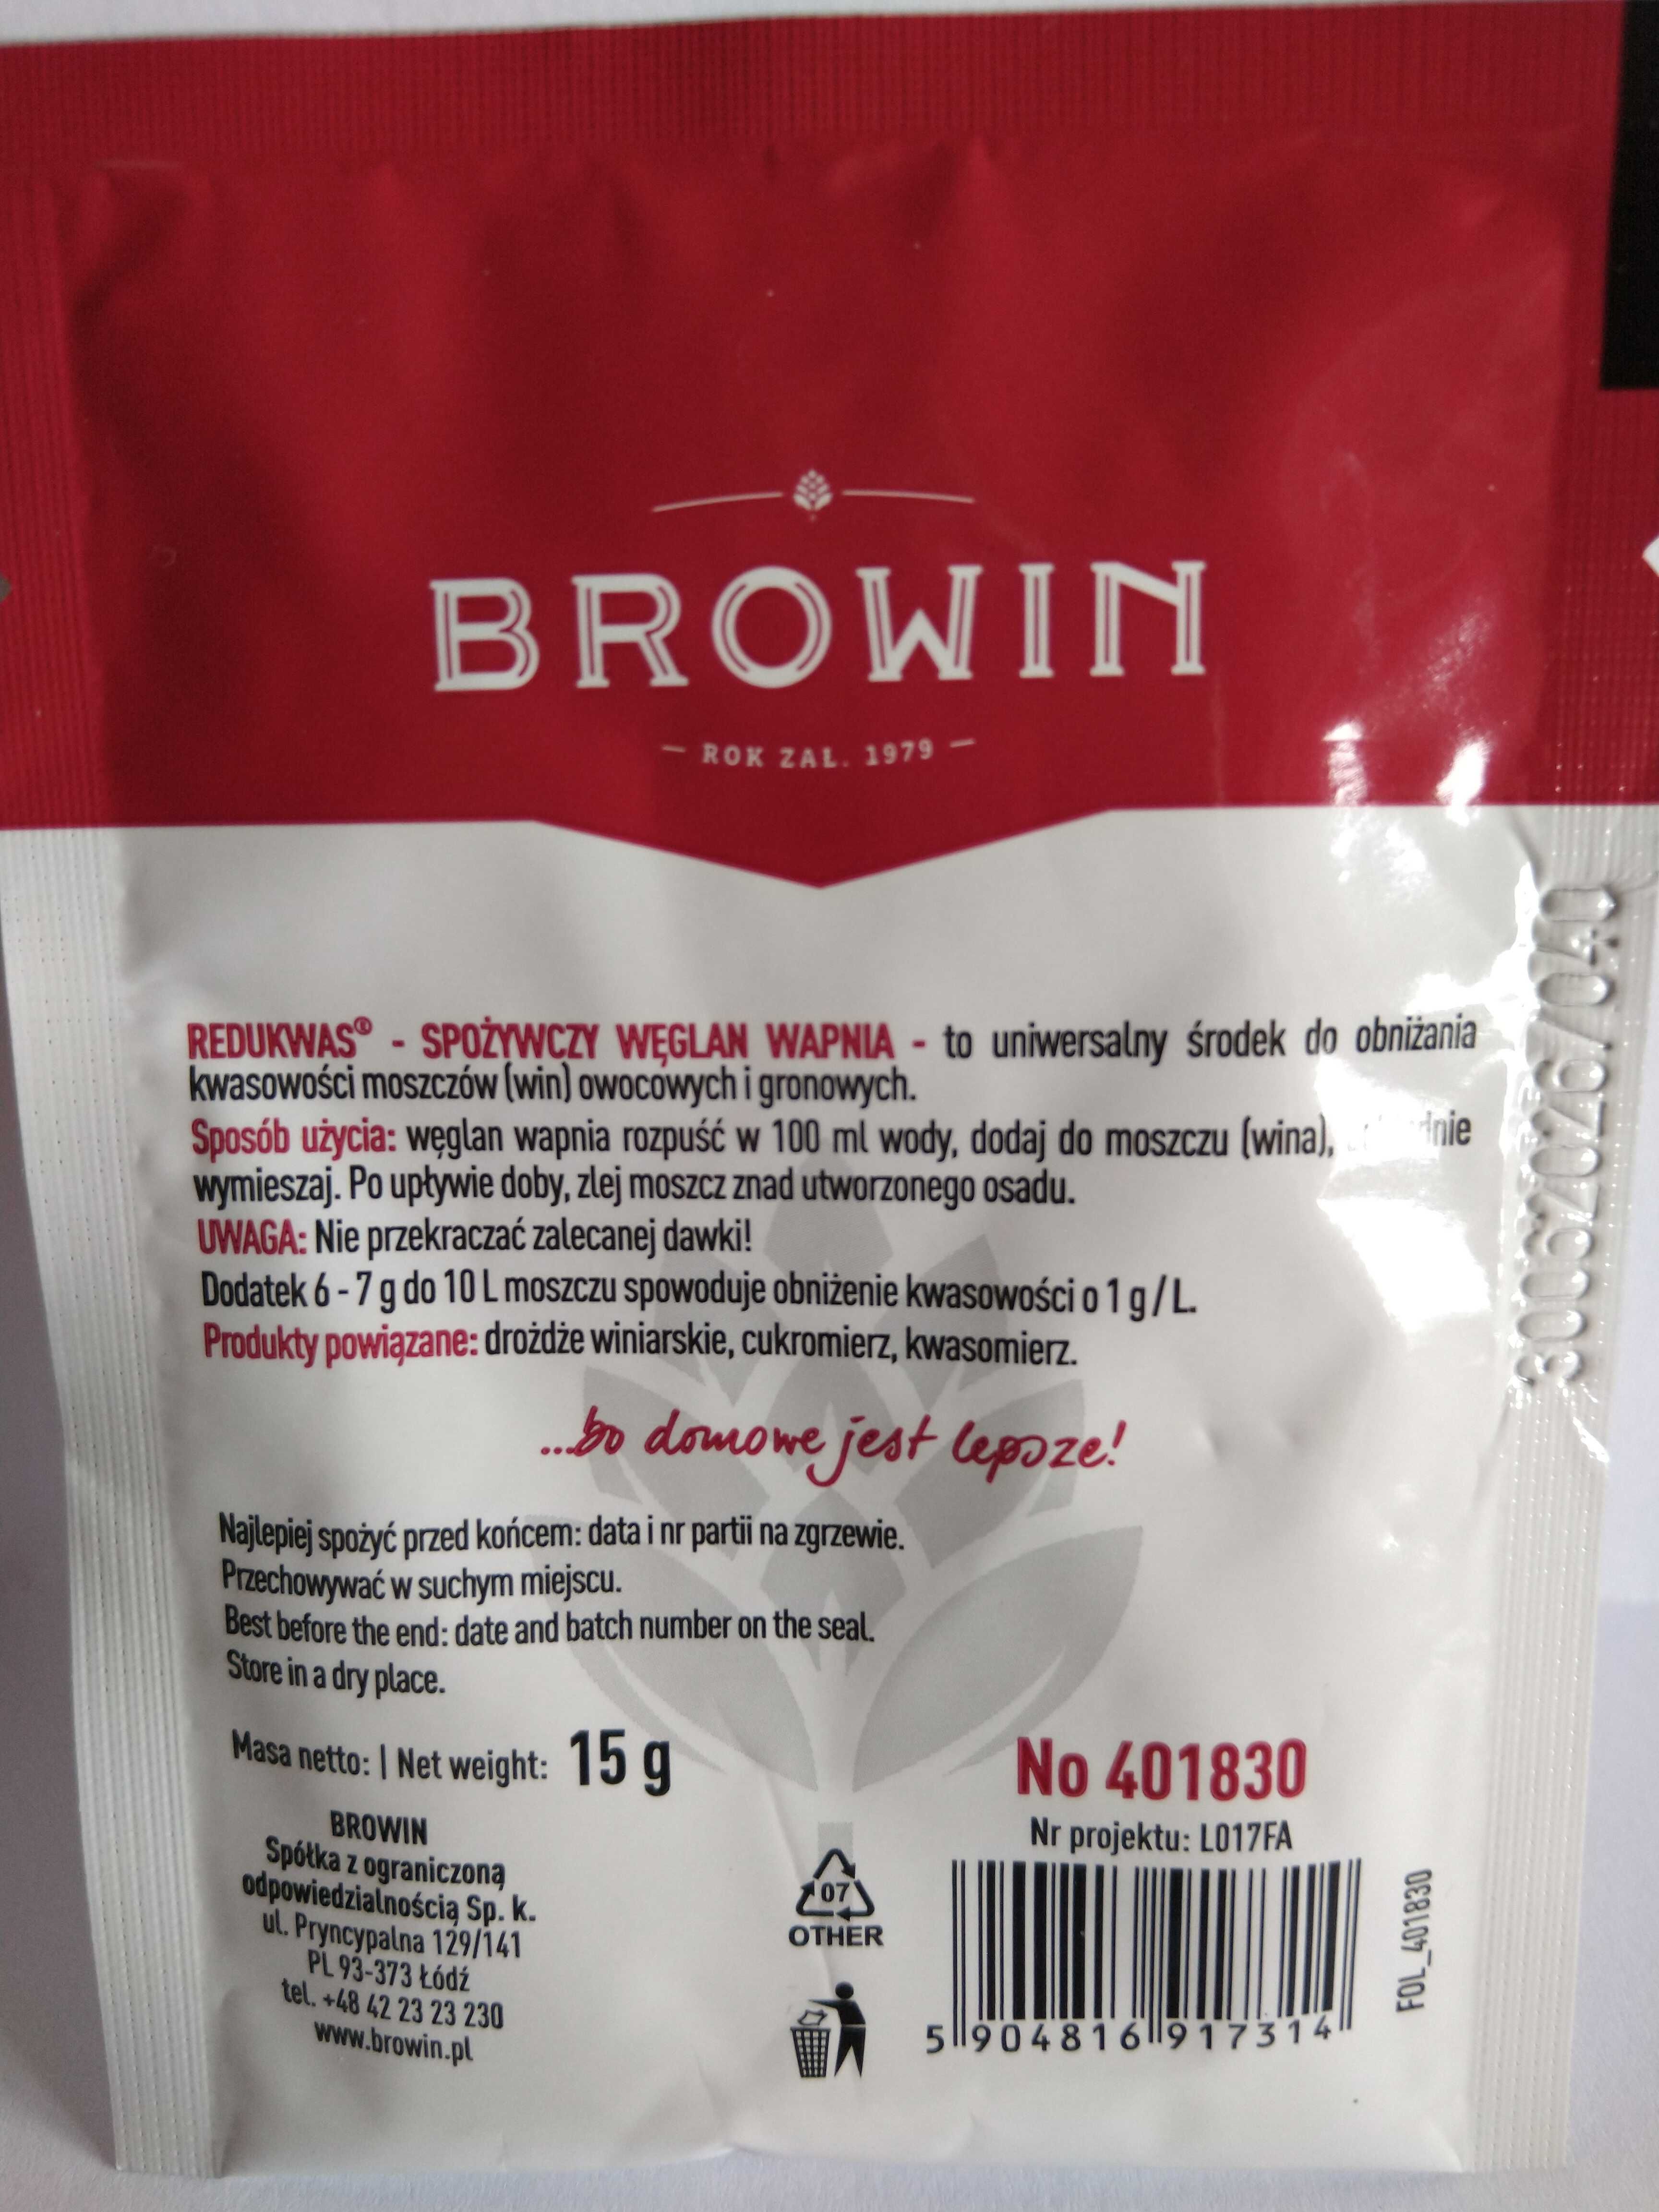 BROWIN
— ROK ZAŁ. 1979 —
REDUKWAS® - SPOŻYWCZY WĘGLAN WAPNIA - to uniwersalny środek do obniżania
kwasowości moszczów (win) owocowych i gronowych.
Sposób użycia: węglan wapnia rozpuść w 100 ml wody, dodaj do moszczu (wina),
wymieszaj. Po upływie doby, zlej moszcz znad utworzonego osadu.
UWAGA: Nie przekraczać zalecanej dawki!
Dodatek 6 - 7 g do 10 L moszczu spowoduje obniżenie kwasowości o 1 g / L.
Produkty powiązane: drożdże winiarskie, cukromierz, kwasomierz.
...bo domowe jest lepsze!
Najlepiej spożyć przed końcem: data i nr partii na zgrzewie.
Przechowywać w suchym miejscu.
Best before the end: date and batch number on the seal.
Store in a dry place.
Masa netto: | Net weight: 15 g
BROWIN
Spółka z ograniczoną
odpowiedzialnością Sp. k.
ul. Pryncypalna 129/141
PL 93-373 Łódź
tel. +48 42 23 23 230
www.browin.pl
07
OTHER
No 401830
Nr projektu: L017FA
5 904816 917314
FOL_401830
30062026/040